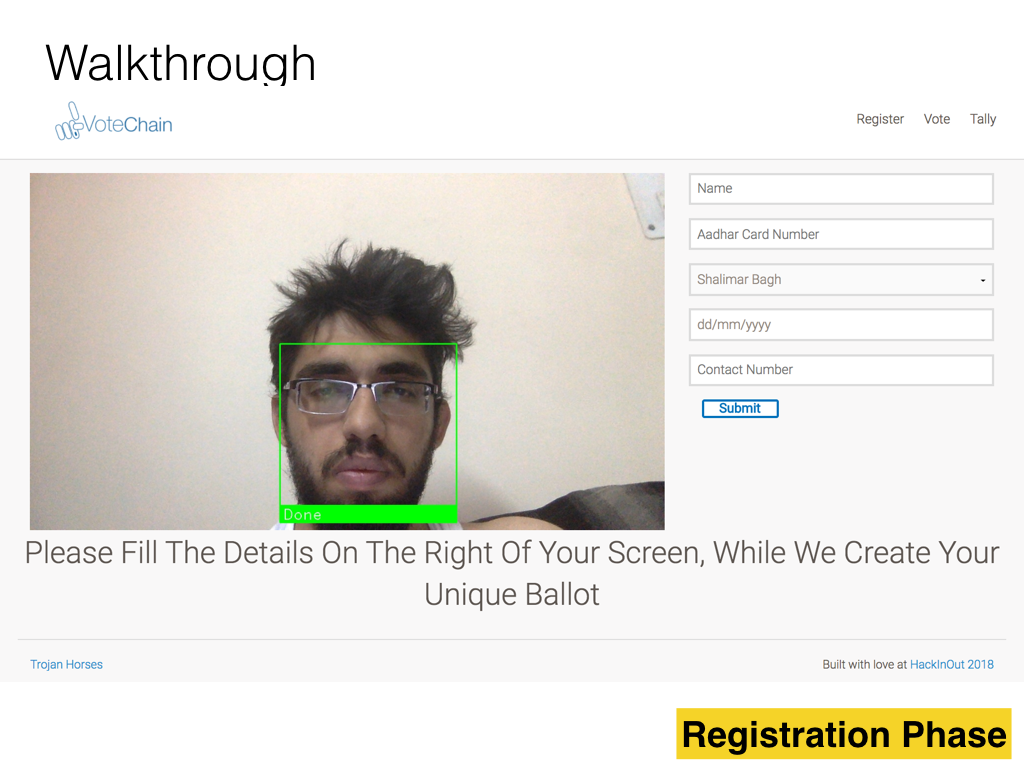 Walkthrough
VoteChain
Register Vote Tally
Name
Aadhar Card Number
Shalimar Bagh
dd/mm/yyyy
Contact Number
Submit
Done
Please Fill The Details On The Right Of Your Screen, While We Create Your
Unique Ballot
Trojan Horses
Built with love at HackInOut 2018
Registration Phase